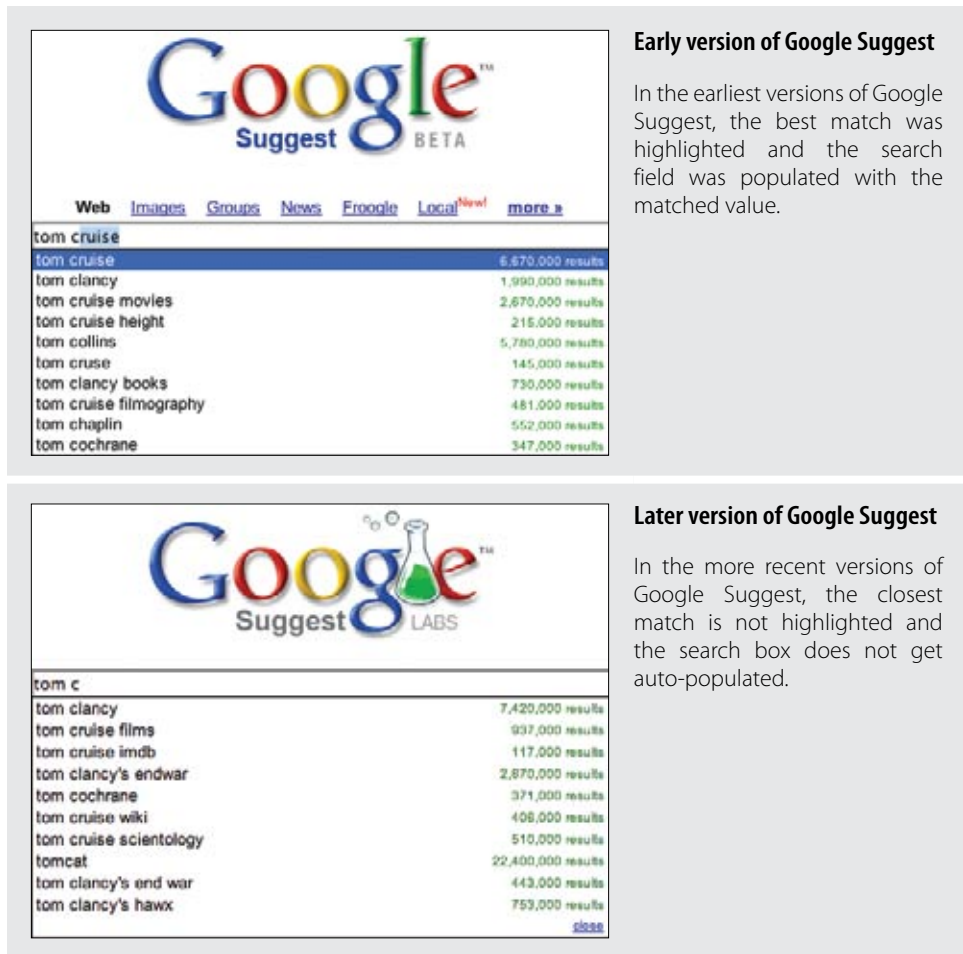 Google™
Suggest BETA
Web Images Groups News Froogle Local New! more »
tom cruise
tom cruise 6,670,000 results
tom clancy 1,990,000 results
tom cruise movies 2,670,000 results
tom cruise height 215,000 results
tom collins 5,780,000 results
tom cruse 145,000 results
tom clancy books 730,000 results
tom cruise filmography 481,000 results
tom chaplin 552,000 results
tom cochrane 347,000 results
Early version of Google Suggest
In the earliest versions of Google
Suggest, the best match was
highlighted and the search
field was populated with the
matched value.
Google™
Suggest LABS
tom c
tom clancy 7,420,000 results
tom cruise films 937,000 results
tom cruise imdb 117,000 results
tom clancy's endwar 2,870,000 results
tom cochrane 371,000 results
tom cruise wiki 406,000 results
tom cruise scientology 510,000 results
tomcat 22,400,000 results
tom clancy's end war 443,000 results
tom clancy's hawx 753,000 results
close
Later version of Google Suggest
In the more recent versions of
Google Suggest, the closest
match is not highlighted and
the search box does not get
auto-populated.